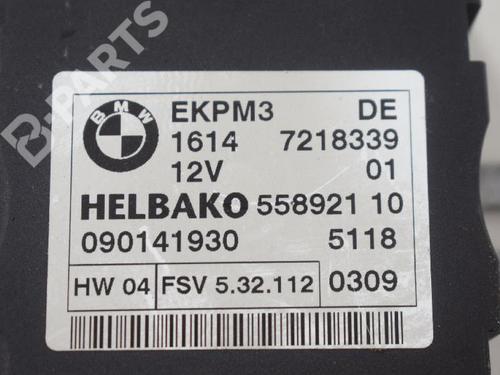 B-PARTS
BMW
EKPM3 DE
1614 7218339
12V 01
HELBAKO 558921 10
090141930 5118
HW 04 FSV 5.32.112 0309